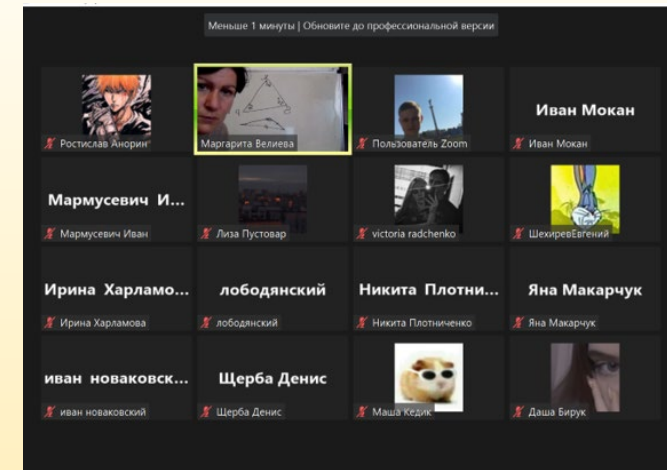 Меньше 1 минуты | Обновите до профессиональной версии
Ростислав Анорин
Маргарита Велиева
Пользователь Zoom
Иван Мокан
Иван Мокан
Мармусевич И...
Мармусевич Иван
Лиза Пустовар
victoria radchenko
ШехиревЕвгений
Ирина Харламо...
лободянский
Никита Плотни...
Яна Макарчук
Ирина Харламова
лободянский
Никита Плотниченко
Яна Макарчук
иван новаковск...
Щерба Денис
иван новаковский
Щерба Денис
Маша Кедик
Даша Бирук